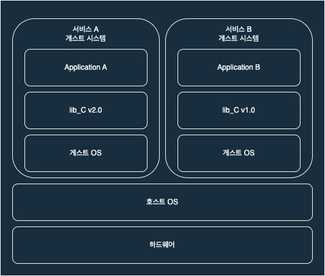 서비스 A
게스트 시스템
Application A
lib_C v2.0
게스트 OS
서비스 B
게스트 시스템
Application B
lib_C v1.0
게스트 OS
호스트 OS
하드웨어